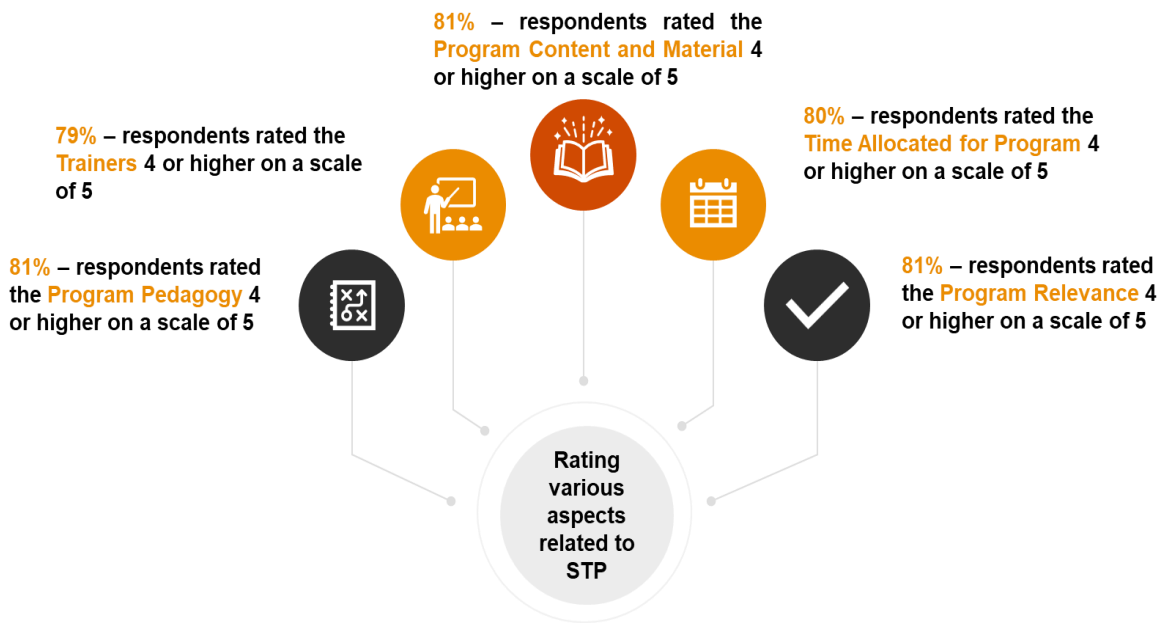 81% – respondents rated the
Program Content and Material 4
or higher on a scale of 5
79% – respondents rated the
Trainers 4 or higher on a scale
of 5
80% – respondents rated the
Time Allocated for Program 4
or higher on a scale of 5
81% – respondents rated
the Program Pedagogy 4
or higher on a scale of 5
81% – respondents rated
the Program Relevance 4
or higher on a scale of 5
Rating
various
aspects
related to
STP